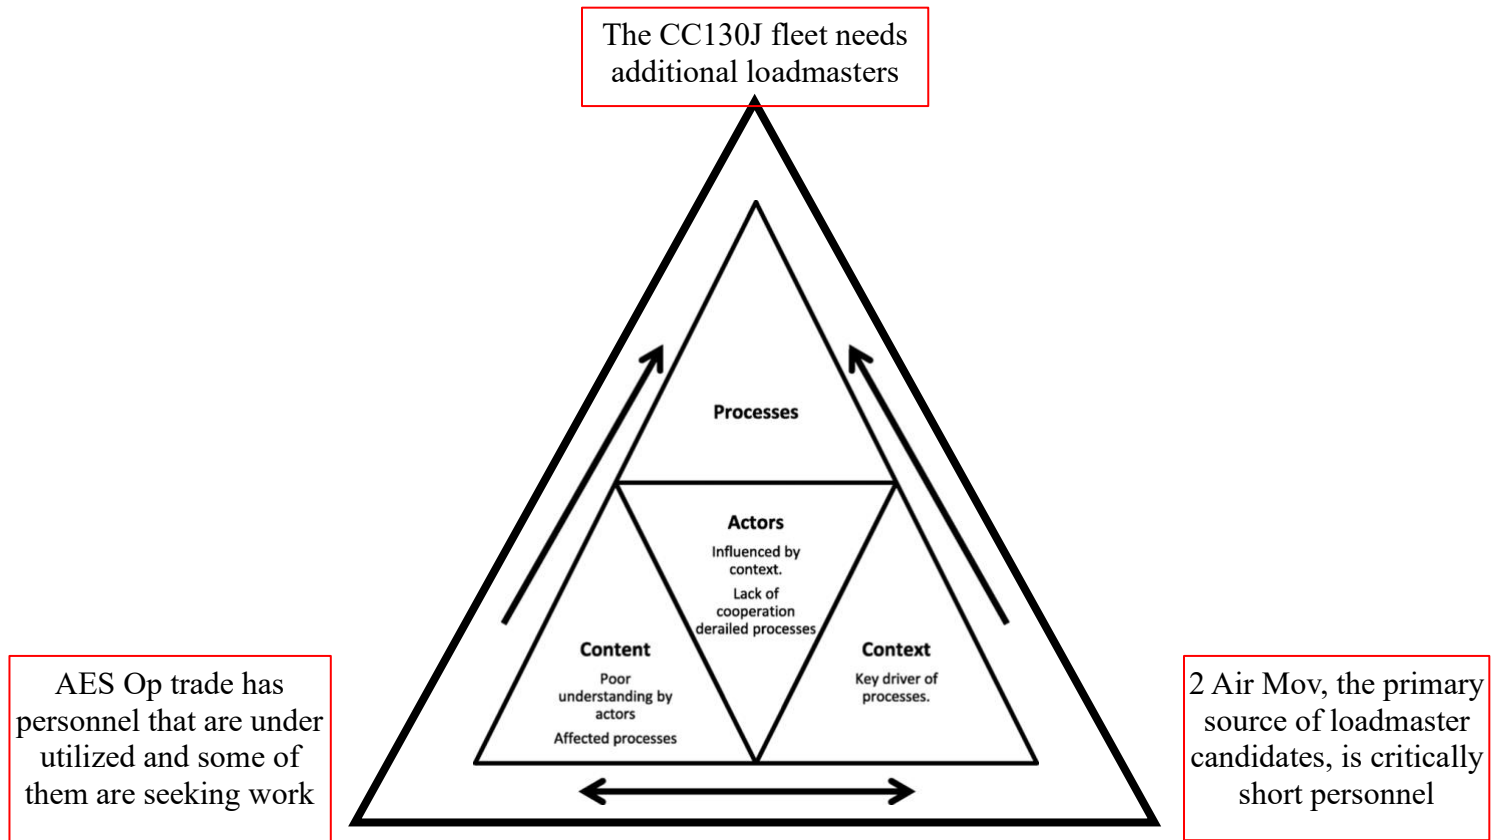 The CC130J fleet needs
additional loadmasters
Processes
Actors
Influenced by
context.
Lack of
cooperation
derailed processes
Content
Poor
understanding by
actors
Affected processes
Context
Key driver of
processes.
AES Op trade has
personnel that are under
utilized and some of
them are seeking work
2 Air Mov, the primary
source of loadmaster
candidates, is critically
short personnel